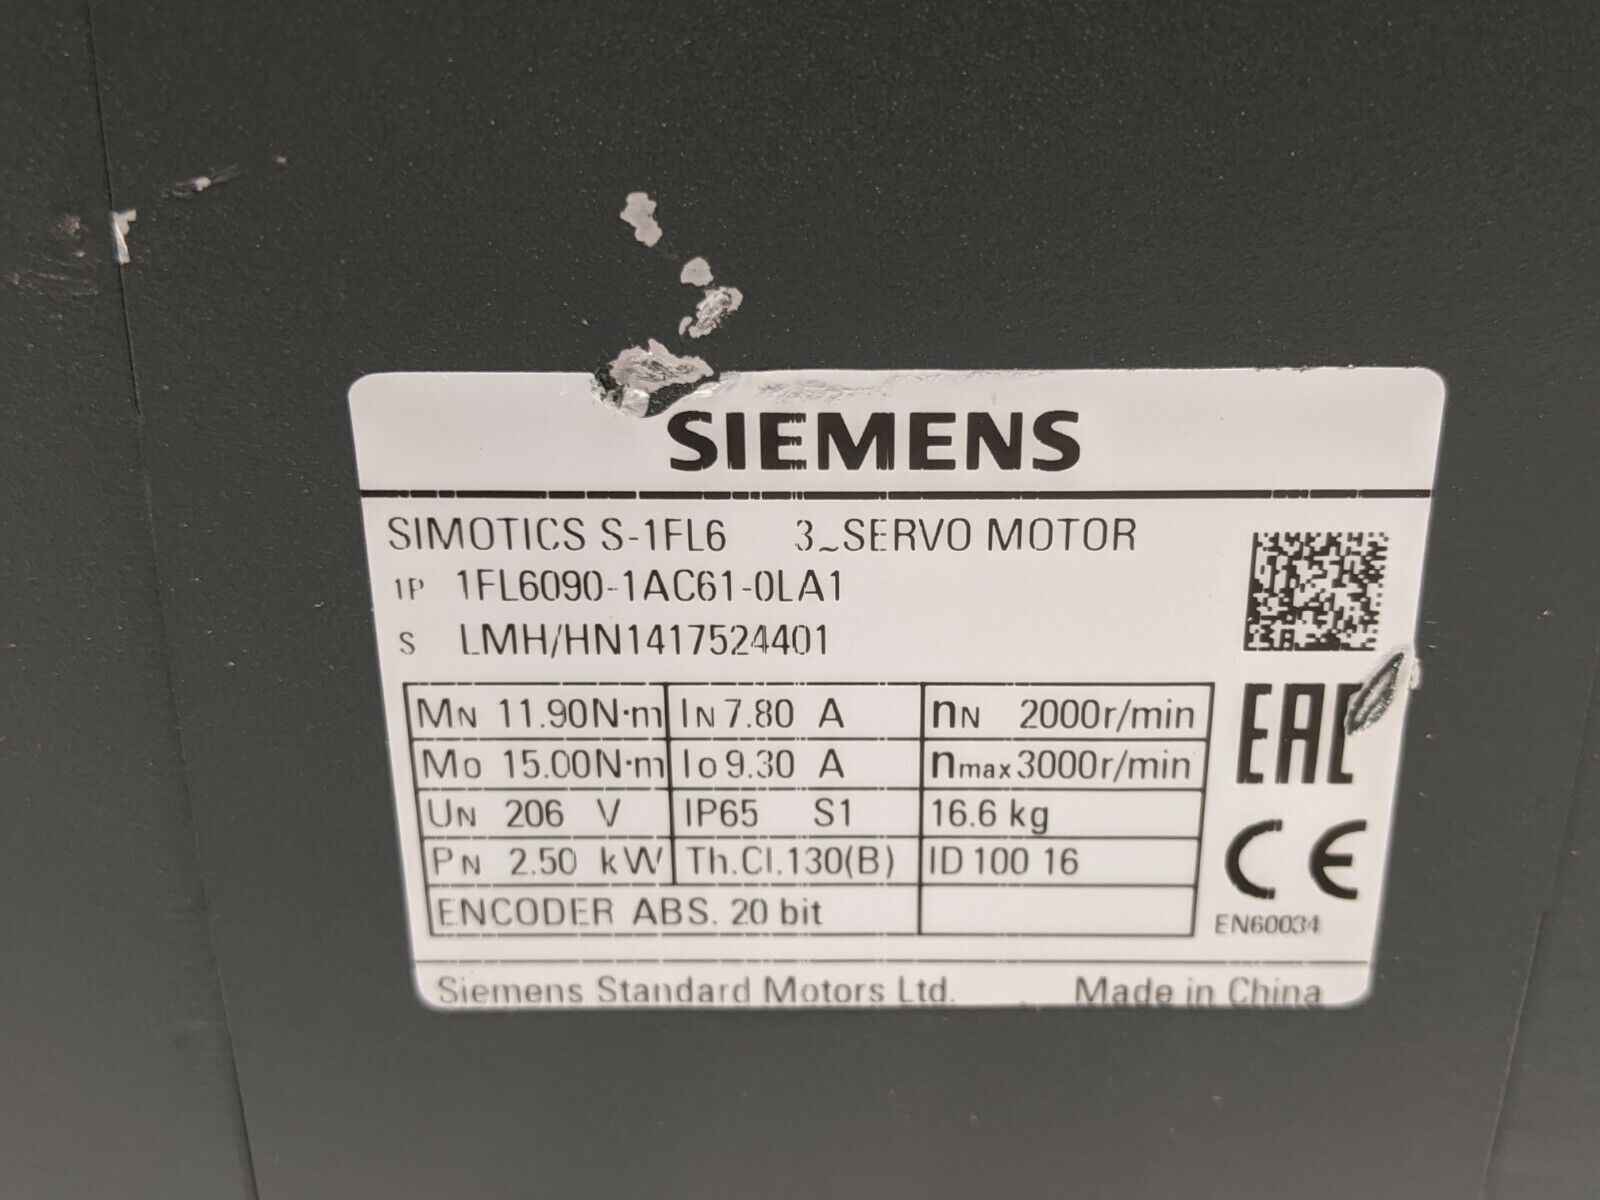 SIEMENS
SIMOTICS S-1FL6 3~SERVO MOTOR
1P 1FL6090-1AC61-0LA1
S LMH/HN1417524401
MN 11.90N·m IN 7.80 A nN 2000r/min
M0 15.00N·m I0 9.30 A nmax 3000r/min
UN 206 V IP65 S1 16.6 kg
PN 2.50 kW Th.Cl.130(B) ID 100 16
ENCODER ABS. 20 bit
EAC
CE
EN60034
Siemens Standard Motors Ltd. Made in China